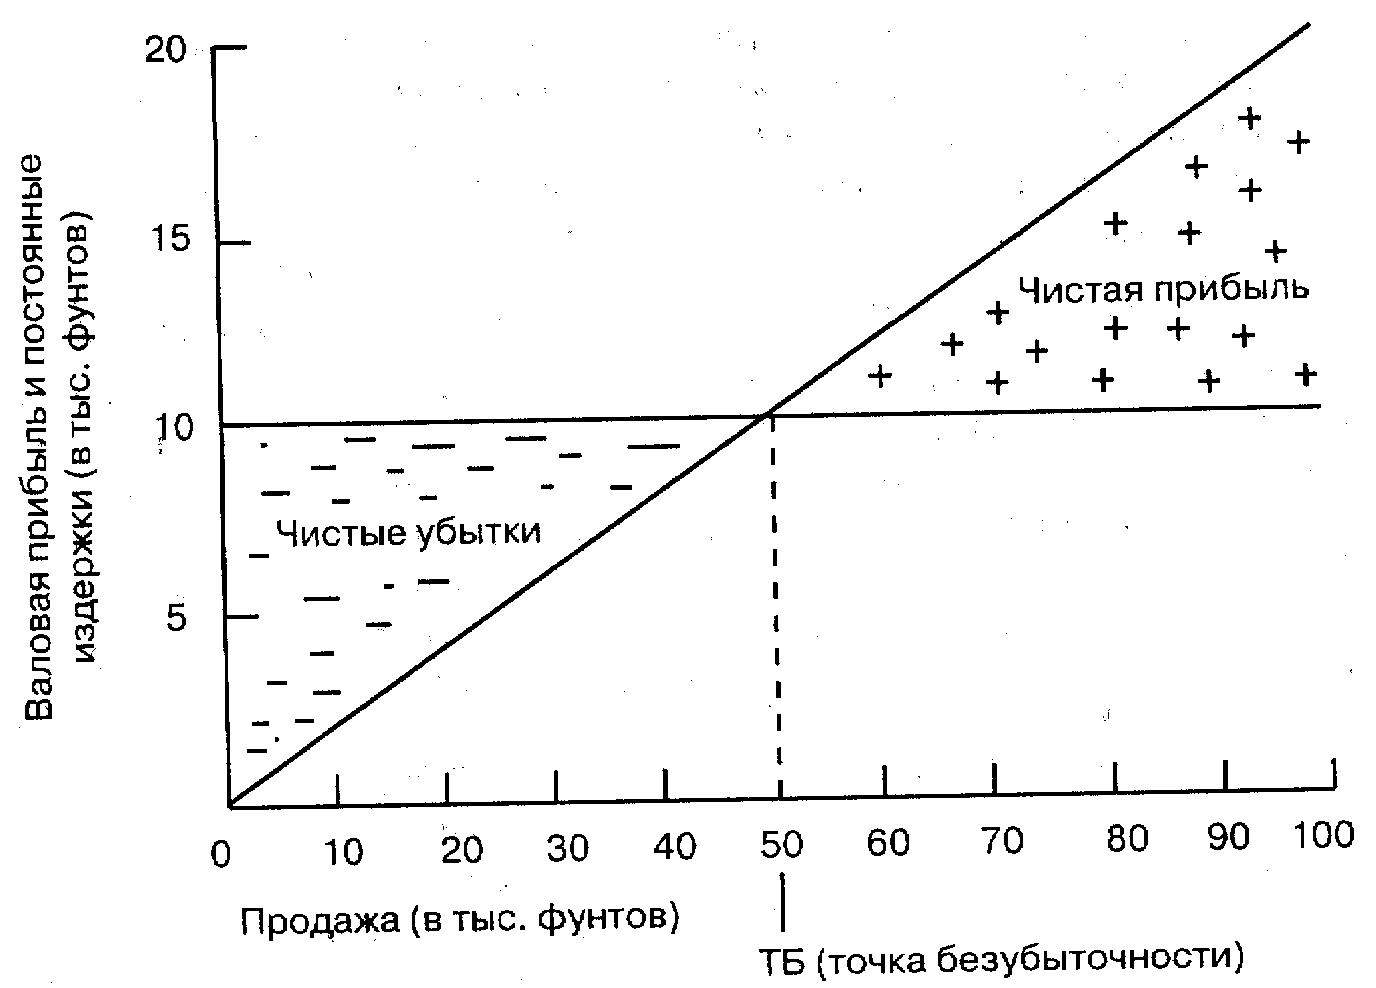 Валовая прибыль и постоянные
издержки (в тыс. фунтов)
20
15
10
5
Чистая прибыль
Чистые убытки
0 10 20 30 40 50 60 70 80 90 100
Продажа (в тыс. фунтов)
ТБ (точка безубыточности)